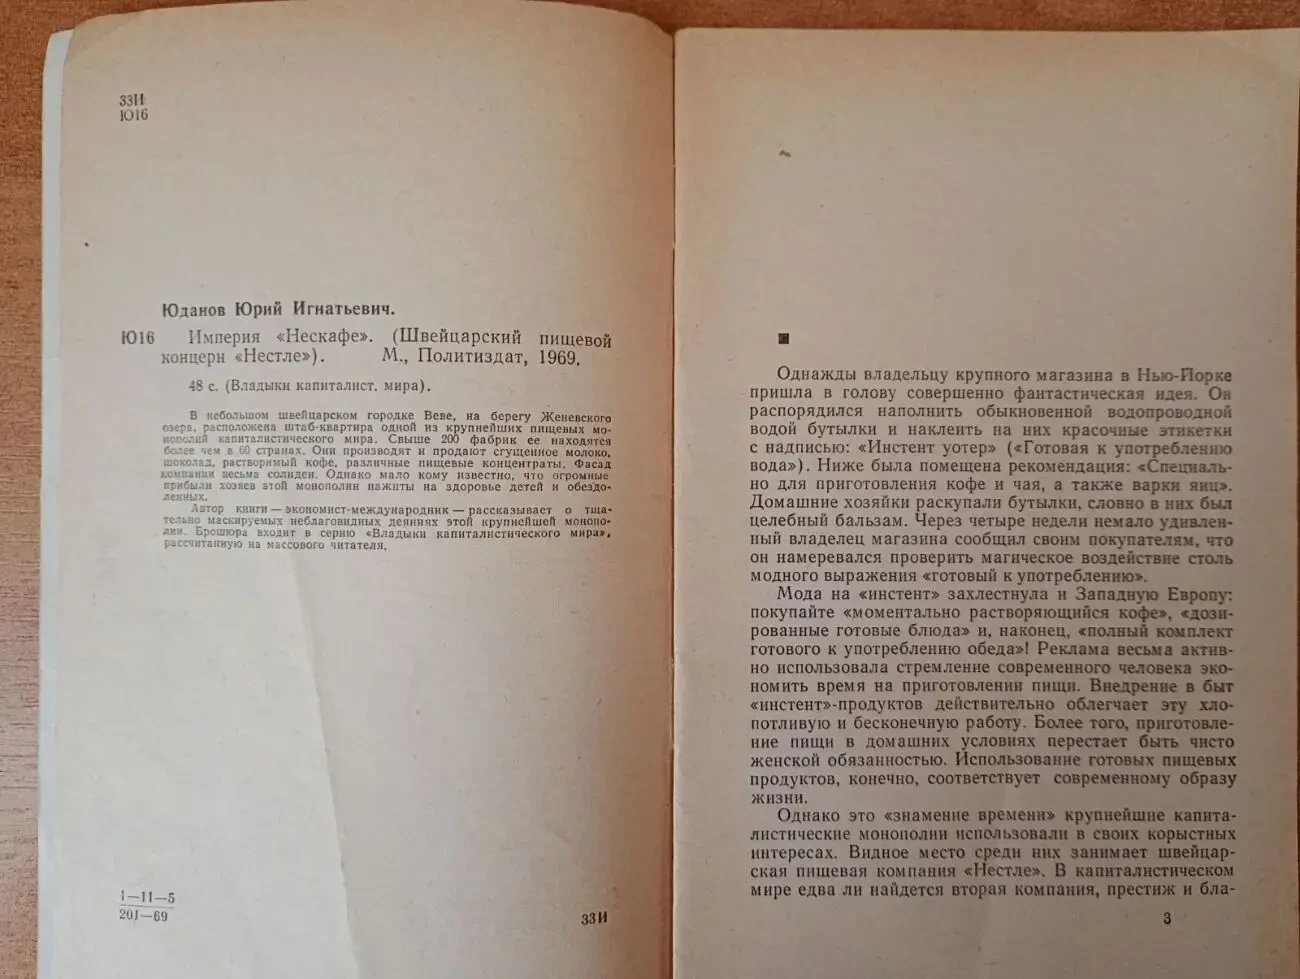 33И
Ю16
Юданов Юрий Игнатьевич.
Ю16 Империя «Нескафе». (Швейцарский пищевой
концерн «Нестле»). М., Политиздат, 1969.
48 с. (Владыки капиталист. мира).
В небольшом швейцарском городке Веве, на берегу Женевского
озера, расположена штаб-квартира одной из крупнейших пищевых мо-
нополий капиталистического мира. Свыше 200 фабрик ее находятся
более чем в 60 странах. Они производят и продают сгущенное молоко,
шоколад, растворимый кофе, различные пищевые концентраты. Фасад
компании весьма солиден. Однако мало кому известно, что огромные
прибыли хозяев этой монополии нажиты на здоровье детей и обездо-
ленных.
Автор книги — экономист-международник — рассказывает о тща-
тельно маскируемых неблаговидных деяниях этой крупнейшей монопо-
лии. Брошюра входит в серию «Владыки капиталистического мира»,
рассчитанную на массового читателя.
1—11—5
201—69
33И
Однажды владельцу крупного магазина в Нью-Йорке
пришла в голову совершенно фантастическая идея. Он
распорядился наполнить обыкновенной водопроводной
водой бутылки и наклеить на них красочные этикетки
с надписью: «Инстент уотер» («Готовая к употреблению
вода»). Ниже была помещена рекомендация: «Специаль-
но для приготовления кофе и чая, а также варки яиц».
Домашние хозяйки раскупали бутылки, словно в них был
целебный бальзам. Через четыре недели немало удивлен-
ный владелец магазина сообщил своим покупателям, что
он намеревался проверить магическое воздействие столь
модного выражения «готовый к употреблению».
Мода на «инстент» захлестнула и Западную Европу:
покупайте «моментально растворяющийся кофе», «дози-
рованные готовые блюда» и, наконец, «полный комплект
готового к употреблению обеда»! Реклама весьма актив-
но использовала стремление современного человека эко-
номить время на приготовлении пищи. Внедрение в быт
«инстент»-продуктов действительно облегчает эту хло-
потливую и бесконечную работу. Более того, приготовле-
ние пищи в домашних условиях перестает быть чисто
женской обязанностью. Использование готовых пищевых
продуктов, конечно, соответствует современному образу
жизни.
Однако это «знамение времени» крупнейшие капита-
листические монополии использовали в своих корыстных
интересах. Видное место среди них занимает швейцар-
ская пищевая компания «Нестле». В капиталистическом
мире едва ли найдется вторая компания, престиж и бла-
3